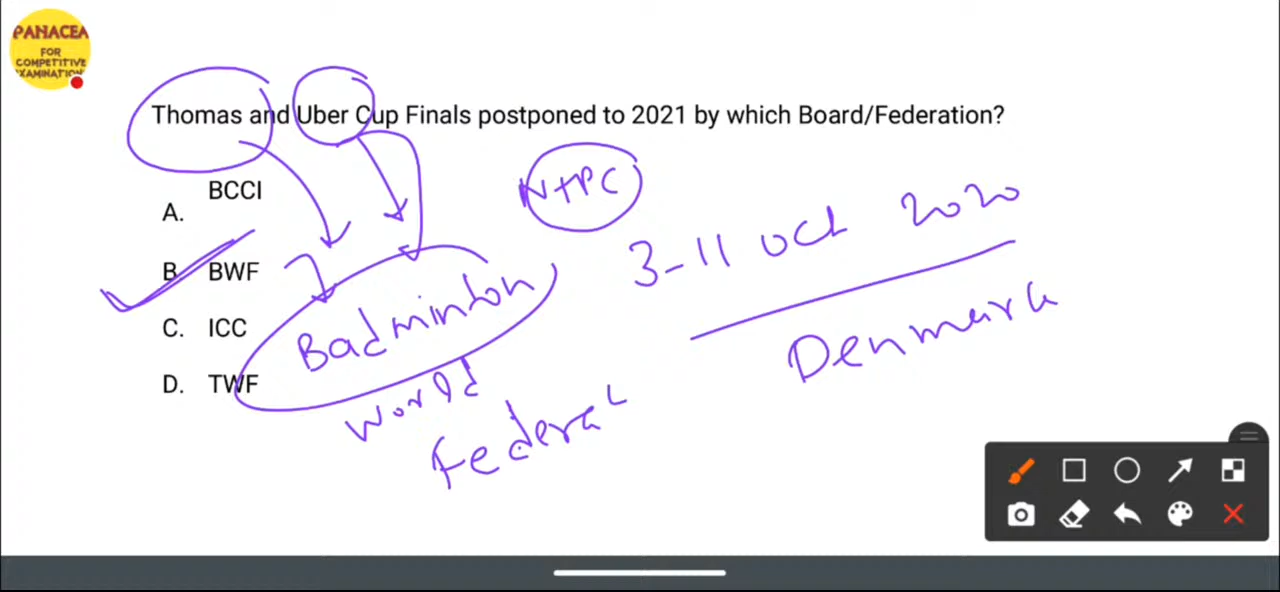 PANACEA
FOR
COMPETITIVE
EXAMINATION
Thomas and Uber Cup Finals postponed to 2021 by which Board/Federation?
NTPC
A. BCCI
3-11 Oct 2020
B. BWF
Badminton
C. ICC
Denmark
D. TWF
World
Federat